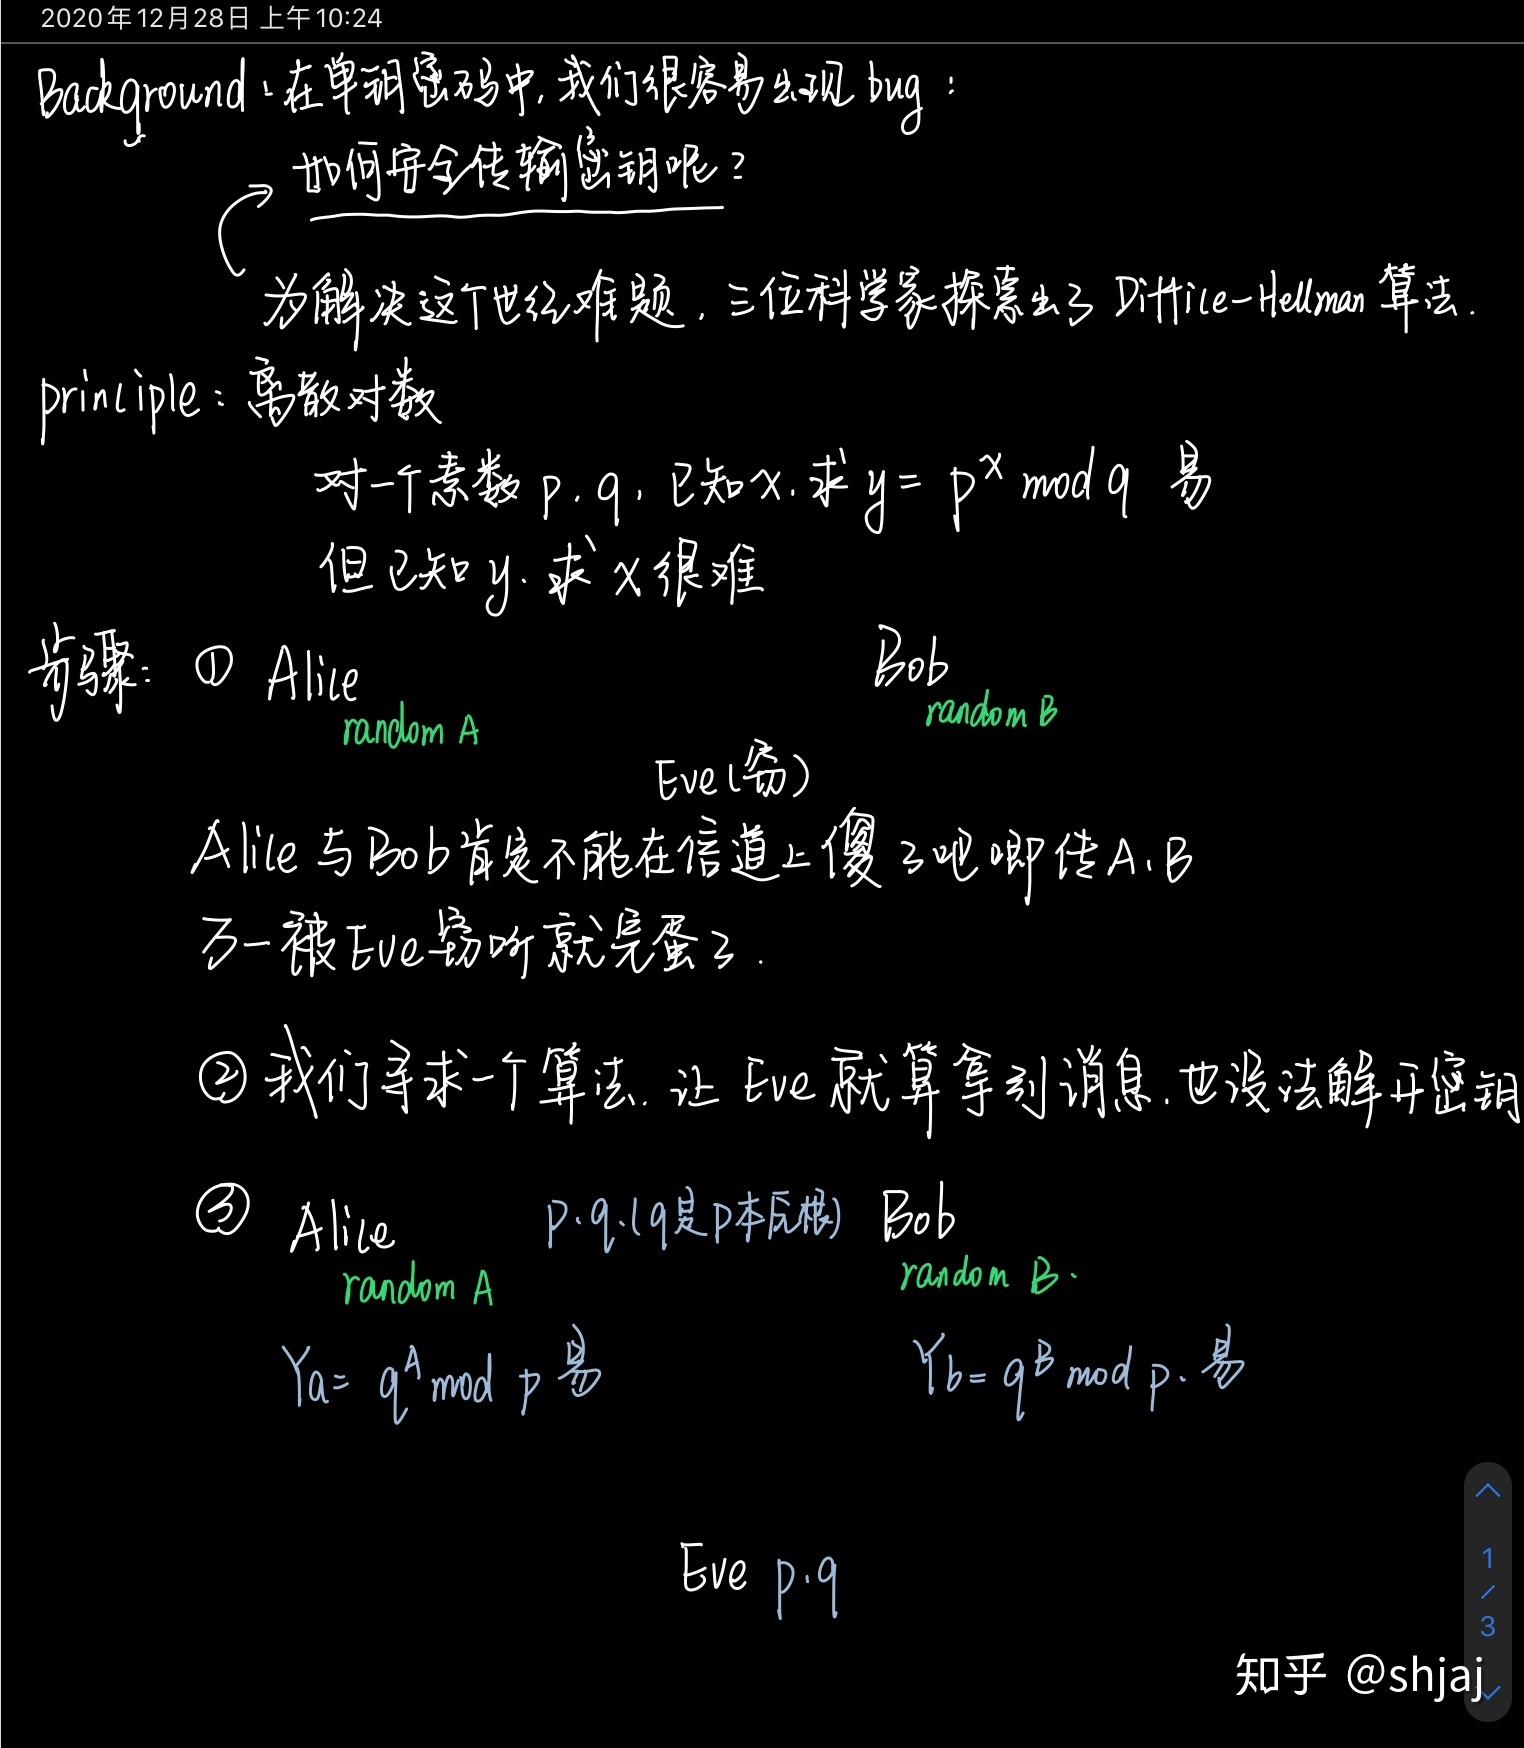 2020年12月28日 上午10:24
Background：在单钥密码中，我们很容易出现 bug：
如何安全传输密钥呢？
为解决这个世纪难题，三位科学家探索出了 Diffice-Hellman 算法.
principle：离散对数
对一个素数 p. q，已知x. 求 y = p^x mod q 易
但已知 y. 求 x 很难
步骤： ① Alice Bob
random A random B
Eve (窃)
Alice 与 Bob 肯定不能在信道上傻了吧唧传 A、B
万一被 Eve 窃听就完蛋了.
② 我们寻求一个算法. 让 Eve 就算拿到消息. 也没法解开密钥
③ Alice p.q.(q是p本原根) Bob
random A random B.
Ya= q^A mod p 易 Yb= q^B mod p. 易
Eve p.q
1
/
3
知乎 @shjaj